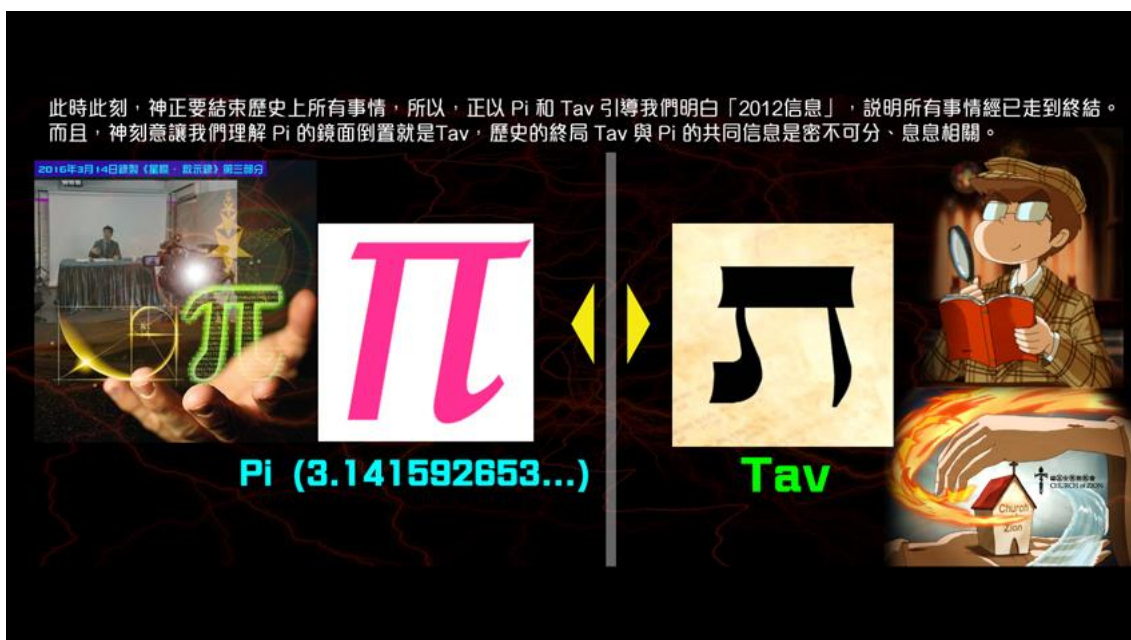 此時此刻，神正要結束歷史上所有事情，所以，正以 Pi 和 Tav 引導我們明白「2012信息」，說明所有事情經已走到終結。
而且，神刻意讓我們理解 Pi 的鏡面倒置就是Tav，歷史的終局 Tav 與 Pi 的共同信息是密不可分、息息相關。
2016年3月14日錄製《星際．啟示錄》第三部分
π
π
ת
Pi (3.141592653...)
Tav
CHURCH of ZION
Church
Zion